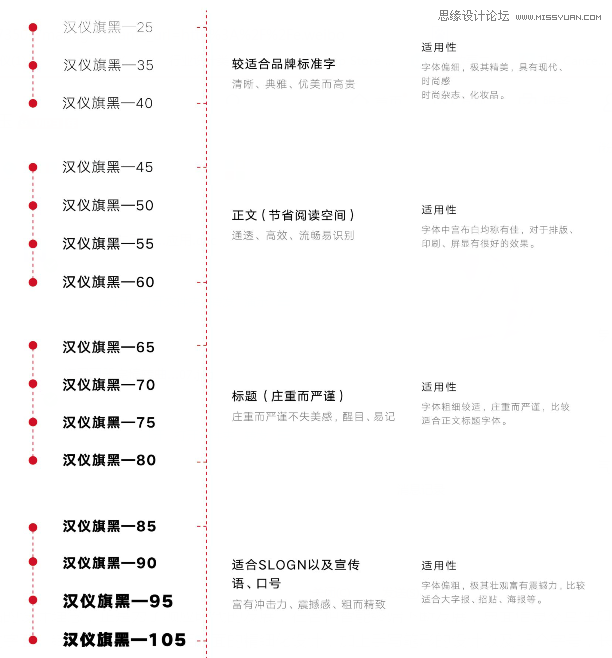 思缘设计论坛 WWW.MISSYUAN.COM
汉仪旗黑—25
汉仪旗黑—35
汉仪旗黑—40
较适合品牌标准字
清晰、典雅、优美而高贵
适用性
字体偏细，极其精美，具有现代、
时尚感
时尚杂志、化妆品。
汉仪旗黑—45
汉仪旗黑—50
汉仪旗黑—55
汉仪旗黑—60
正文（节省阅读空间）
通透、高效、流畅易识别
适用性
字体中宫布白均称有佳，对于排版、
印刷、屏显有很好的效果。
汉仪旗黑—65
汉仪旗黑—70
汉仪旗黑—75
汉仪旗黑—80
标题（庄重而严谨）
庄重而严谨不失美感，醒目、易记
适用性
字体粗细较适，庄重而严谨，比较
适合正文标题字体。
汉仪旗黑—85
汉仪旗黑—90
汉仪旗黑—95
汉仪旗黑—105
适合SLOGN以及宣传
语、口号
富有冲击力、震撼感、粗而精致
适用性
字体偏粗，极其壮观富有震撼力，比较
适合大字报、招贴、海报等。